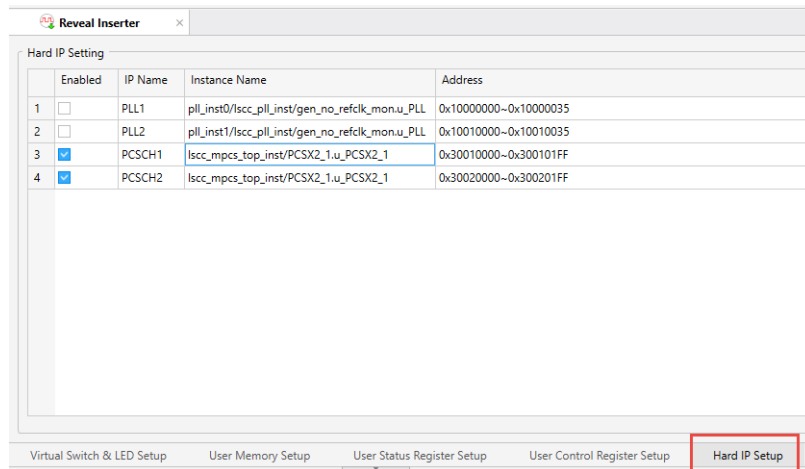 Reveal Inserter ×
Hard IP Setting
Enabled IP Name Instance Name Address
1 PLL1 pll_inst0/lscc_pll_inst/gen_no_refclk_mon.u_PLL 0x10000000~0x10000035
2 PLL2 pll_inst1/lscc_pll_inst/gen_no_refclk_mon.u_PLL 0x10010000~0x10010035
3 PCSCH1 lscc_mpcs_top_inst/PCSX2_1.u_PCSX2_1 0x30010000~0x300101FF
4 PCSCH2 lscc_mpcs_top_inst/PCSX2_1.u_PCSX2_1 0x30020000~0x300201FF
Virtual Switch & LED Setup User Memory Setup User Status Register Setup User Control Register Setup Hard IP Setup